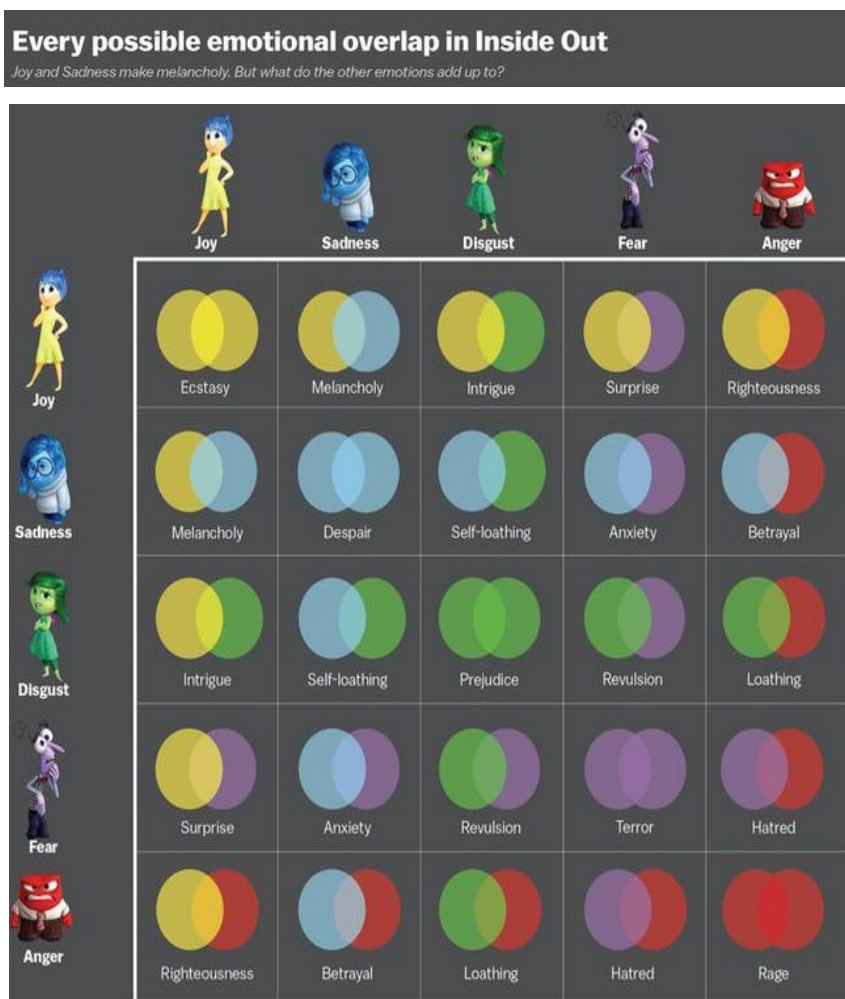 Every possible emotional overlap in Inside Out
Joy and Sadness make melancholy. But what do the other emotions add up to?
Joy Sadness Disgust Fear Anger
Joy
Ecstasy Melancholy Intrigue Surprise Righteousness
Sadness
Melancholy Despair Self-loathing Anxiety Betrayal
Disgust
Intrigue Self-loathing Prejudice Revulsion Loathing
Fear
Surprise Anxiety Revulsion Terror Hatred
Anger
Righteousness Betrayal Loathing Hatred Rage